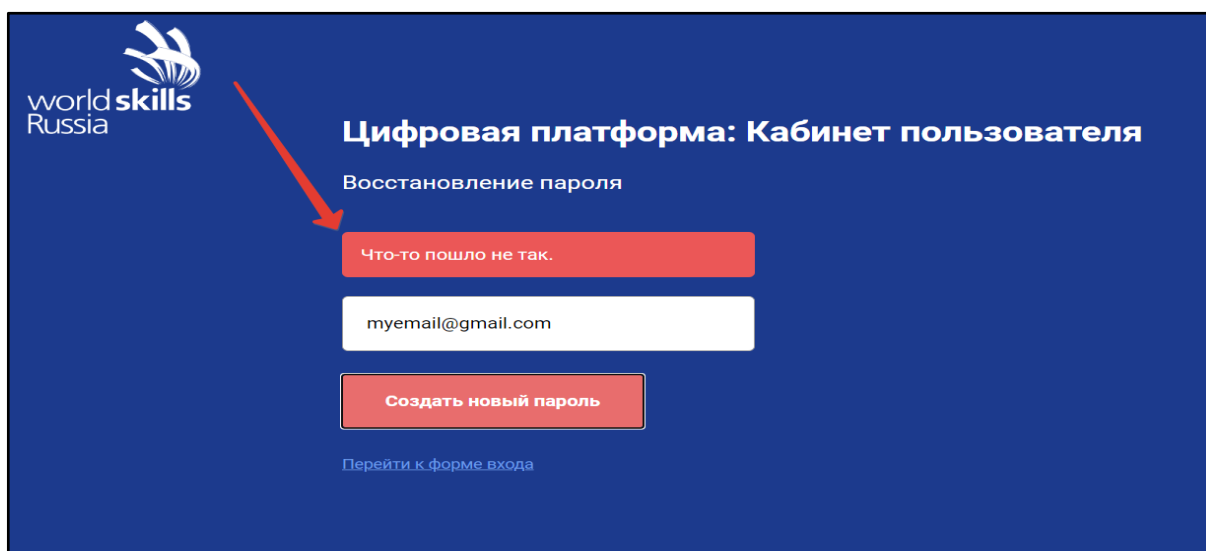 world skills
Russia
Цифровая платформа: Кабинет пользователя
Восстановление пароля
Что-то пошло не так.
myemail@gmail.com
Создать новый пароль
Перейти к форме входа